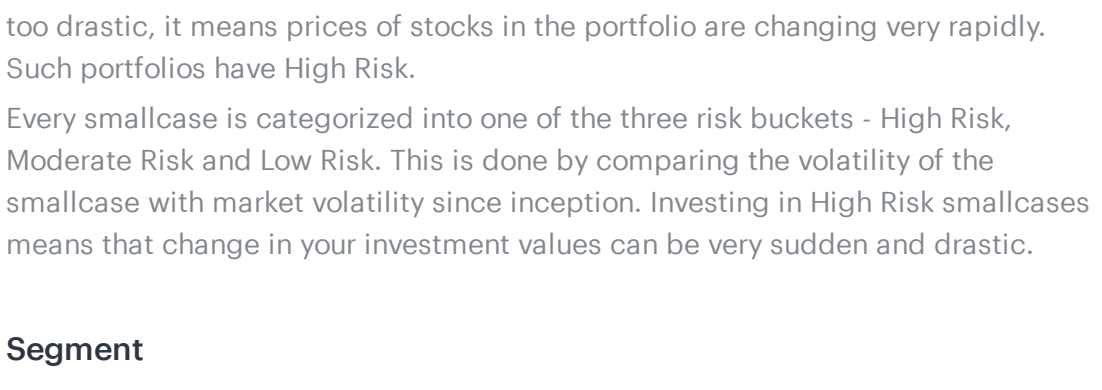 too drastic, it means prices of stocks in the portfolio are changing very rapidly.
Such portfolios have High Risk.
Every smallcase is categorized into one of the three risk buckets - High Risk,
Moderate Risk and Low Risk. This is done by comparing the volatility of the
smallcase with market volatility since inception. Investing in High Risk smallcases
means that change in your investment values can be very sudden and drastic.
Segment